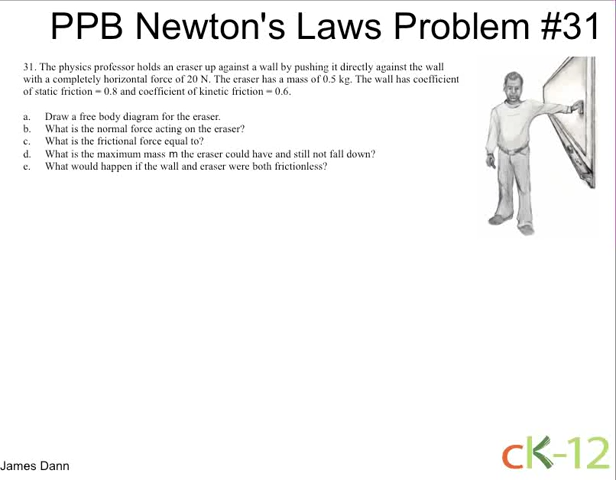 PPB Newton's Laws Problem #31
31. The physics professor holds an eraser up against a wall by pushing it directly against the wall
with a completely horizontal force of 20 N. The eraser has a mass of 0.5 kg. The wall has coefficient
of static friction = 0.8 and coefficient of kinetic friction = 0.6.
a. Draw a free body diagram for the eraser.
b. What is the normal force acting on the eraser?
c. What is the frictional force equal to?
d. What is the maximum mass m the eraser could have and still not fall down?
e. What would happen if the wall and eraser were both frictionless?
James Dann
cK-12